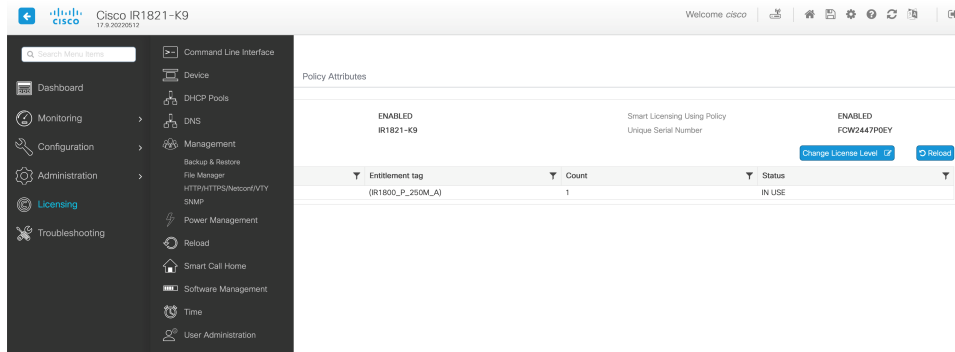 CISCO
Cisco IR1821-K9
17.9.20220512
Welcome cisco
Search Menu Items
Dashboard
Monitoring
Configuration
Administration
Licensing
Troubleshooting
Command Line Interface
Device
DHCP Pools
DNS
Management
Backup & Restore
File Manager
HTTP/HTTPS/Netconf/VTY
SNMP
Power Management
Reload
Smart Call Home
Software Management
Time
User Administration
Policy Attributes
ENABLED Smart Licensing Using Policy ENABLED
IR1821-K9 Unique Serial Number FCW2447P0EY
Change License Level Reload
Entitlement tag Count Status
(IR1800_P_250M_A) 1 IN USE